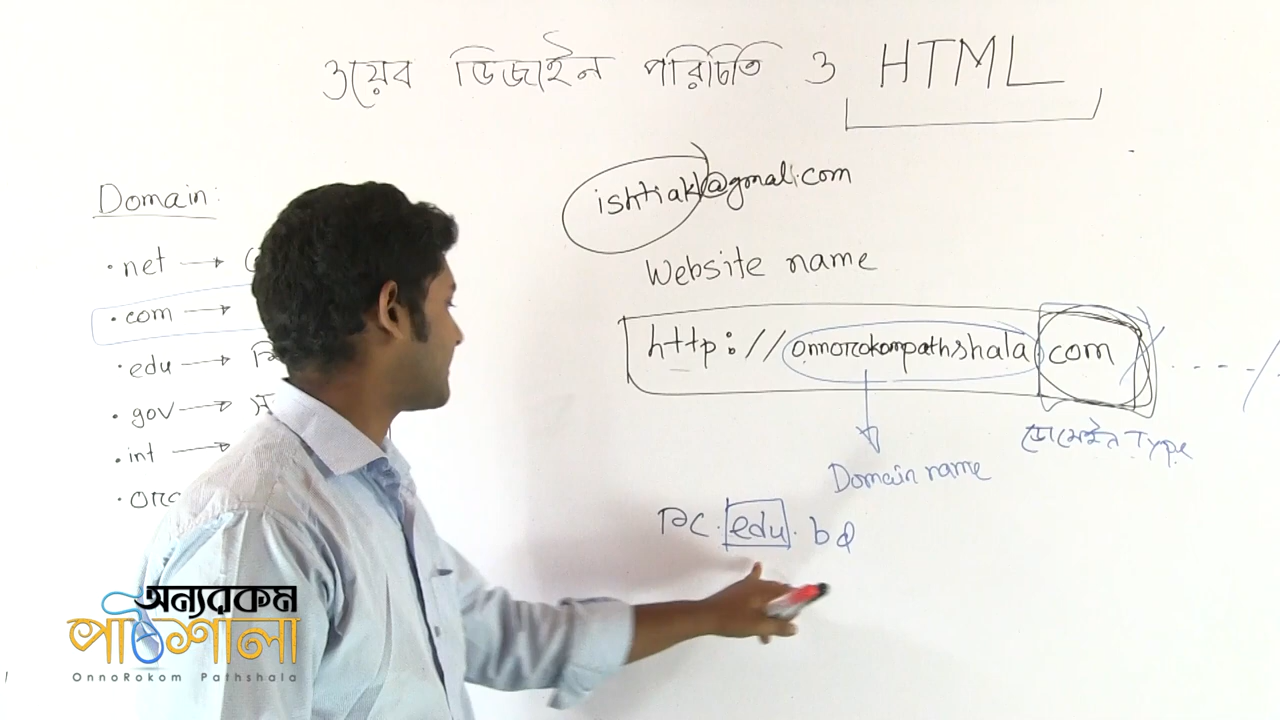 ওয়েব ডিজাইন পরিচিতি ও HTML
ishtiak@gmail.com
Domain:
Website name
.net →
.com →
http://onnorokompathshala.com
.edu → শি
.gov →
ডোমেইন Type
.int →
Domain name
.org
.edu.bd
অন্যরকম
পাঠশালা
OnnoRokom Pathshala